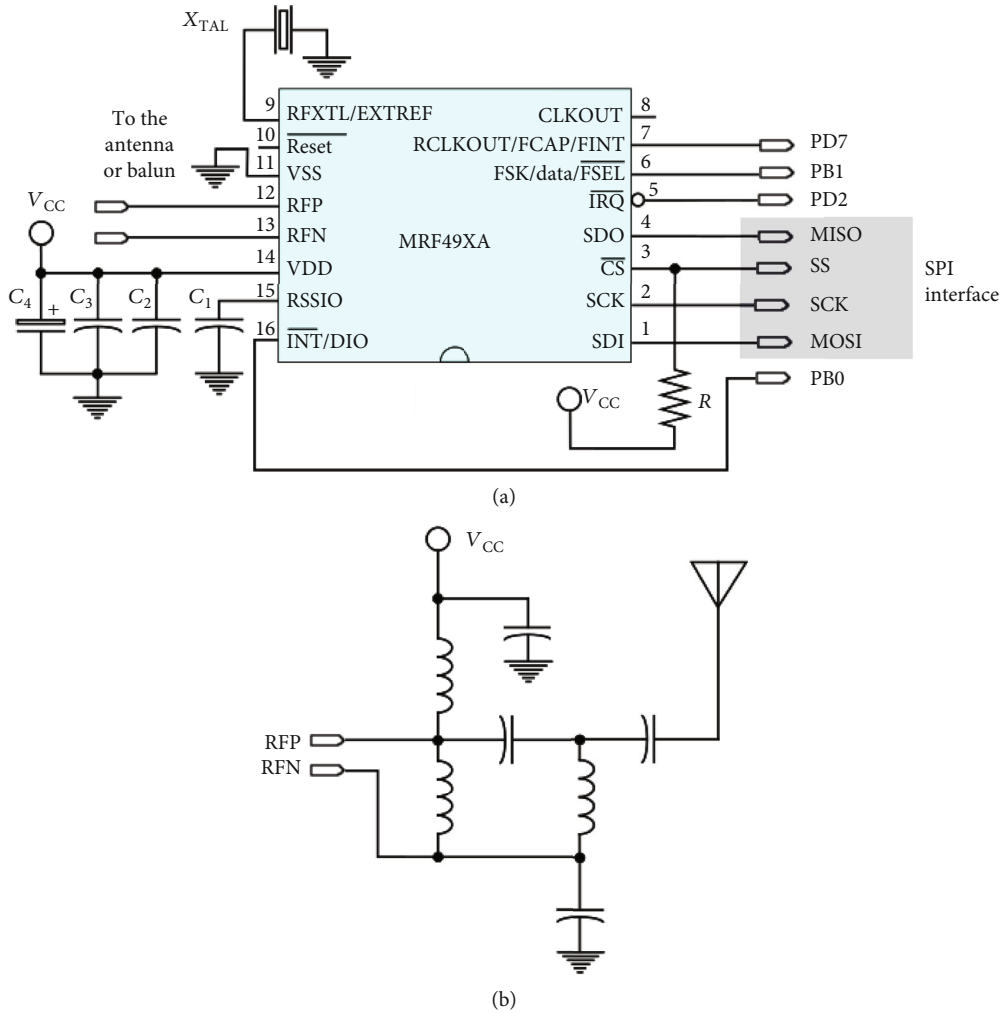 X_TAL
9 RFXTL/EXTREF
10 Reset
11 VSS
12 RFP
13 RFN
14 VDD
15 RSSIO
16 INT/DIO
To the
antenna
or balun
V_CC
C_4 + C_3 C_2 C_1
MRF49XA
CLKOUT 8
RCLKOUT/FCAP/FINT 7 PD7
FSK/data/FSEL 6 PB1
IRQ 5 PD2
SDO 4 MISO
CS 3 SS
SCK 2 SCK
SDI 1 MOSI
SPI
interface
PB0
V_CC
R
(a)
V_CC
RFP
RFN
(b)